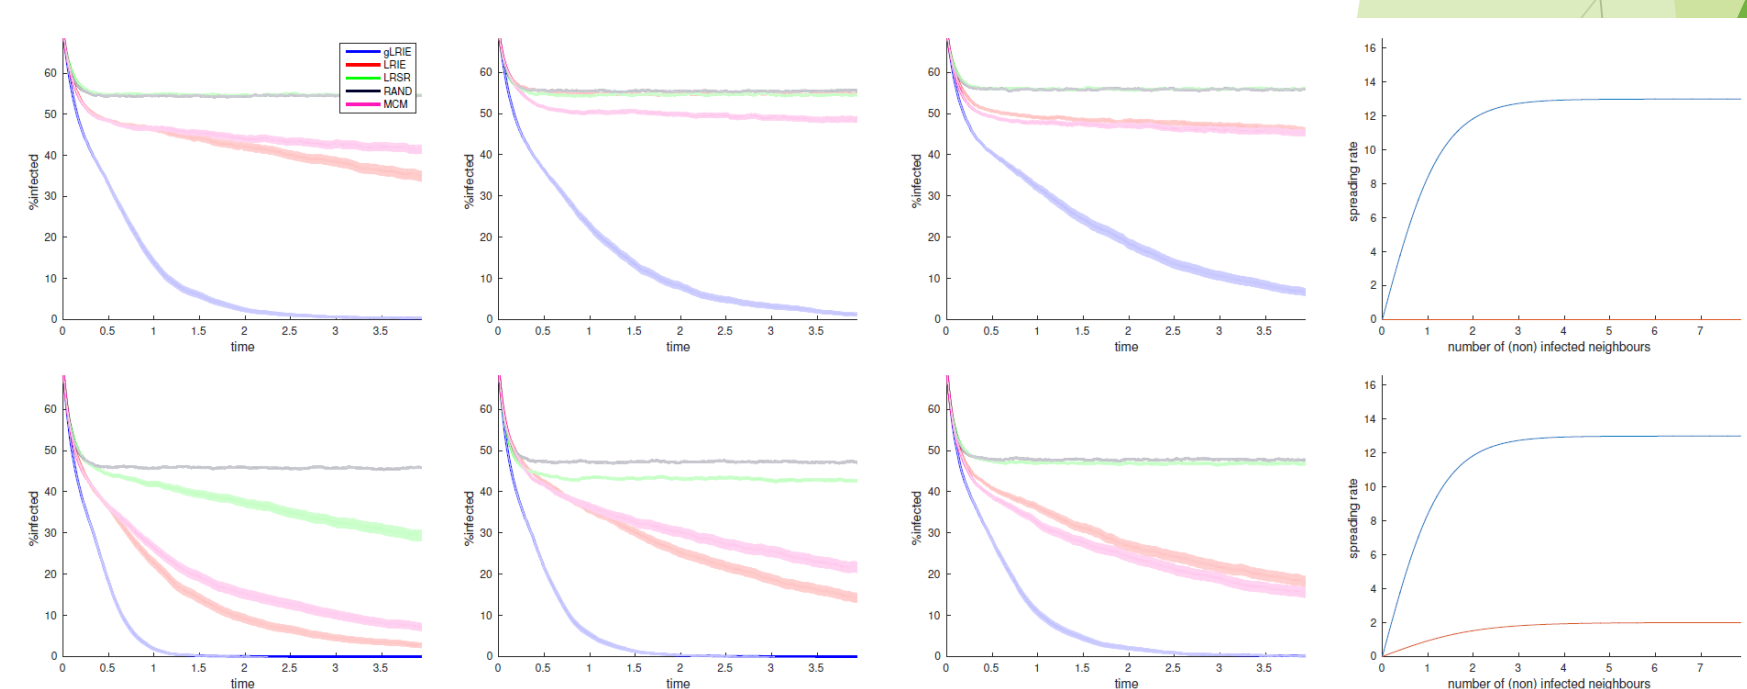 gLRIE
LRIE
LRSR
RAND
MCM
%infected
60
50
40
30
20
10
0
0 0.5 1 1.5 2 2.5 3 3.5
time
%infected
60
50
40
30
20
10
0
0.5 1 1.5 2 2.5 3 3.5
time
%infected
60
50
40
30
20
10
0
0.5 1 1.5 2 2.5 3 3.5
time
spreading rate
16
14
12
10
8
6
4
2
0
0 1 2 3 4 5 6 7
number of (non) infected neighbours
%infected
60
50
40
30
20
10
0
0 0.5 1 1.5 2 2.5 3 3.5
time
%infected
60
50
40
30
20
10
0
0.5 1 1.5 2 2.5 3 3.5
time
%infected
60
50
40
30
20
10
0
0.5 1 1.5 2 2.5 3 3.5
time
spreading rate
16
14
12
10
8
6
4
2
0
0 1 2 3 4 5 6 7
number of (non) infected neighbours